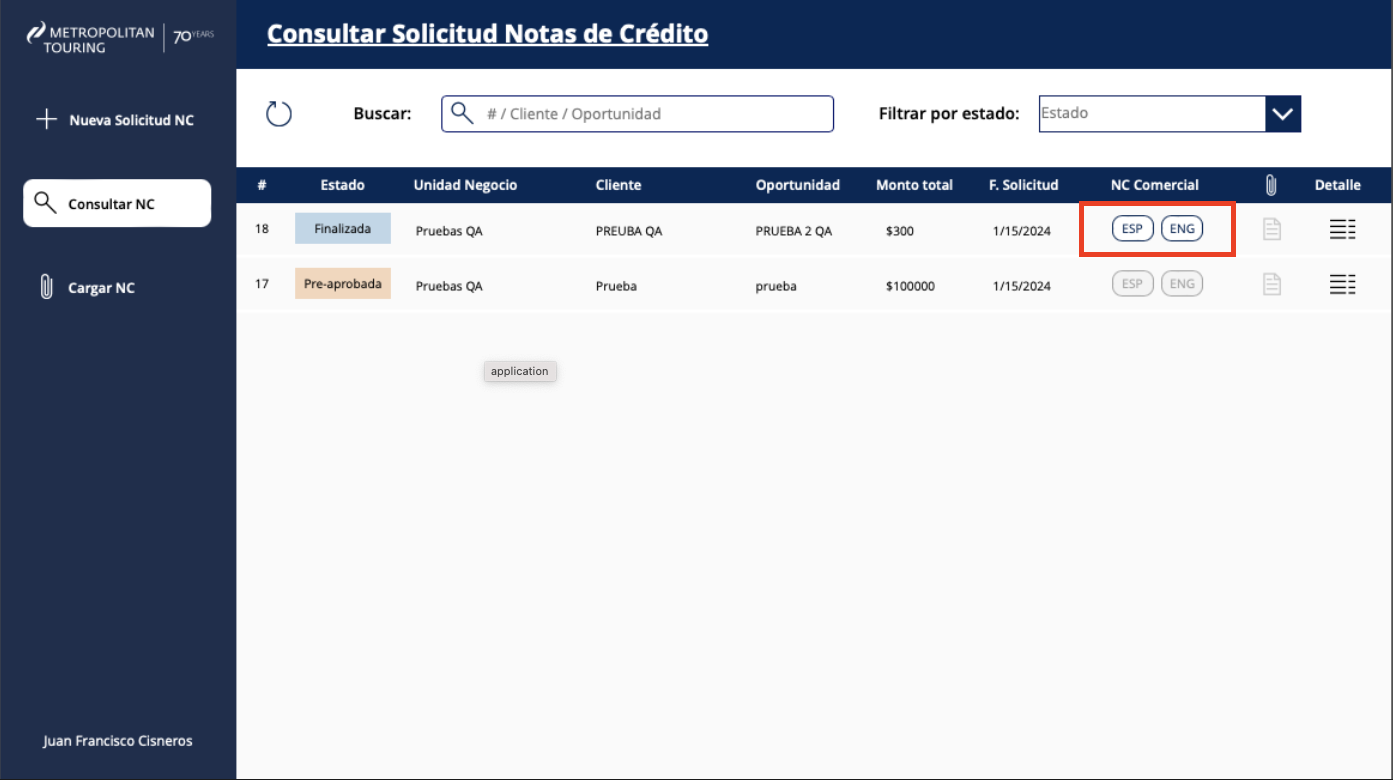 METROPOLITAN TOURING 70 YEARS
Consultar Solicitud Notas de Crédito
Nueva Solicitud NC
Consultar NC
Cargar NC
Juan Francisco Cisneros
Buscar: # / Cliente / Oportunidad Filtrar por estado: Estado
# Estado Unidad Negocio Cliente Oportunidad Monto total F. Solicitud NC Comercial Detalle
18 Finalizada Pruebas QA PREUBA QA PRUEBA 2 QA $300 1/15/2024 ESP ENG
17 Pre-aprobada Pruebas QA Prueba prueba $100000 1/15/2024 ESP ENG
application